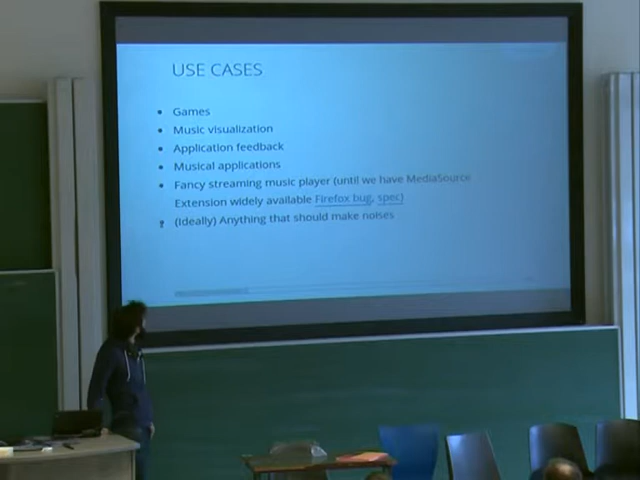 USE CASES
• Games
• Music visualization
• Application feedback
• Musical applications
• Fancy streaming music player (until we have MediaSource
Extension widely available Firefox bug, spec)
• (Ideally) Anything that should make noises